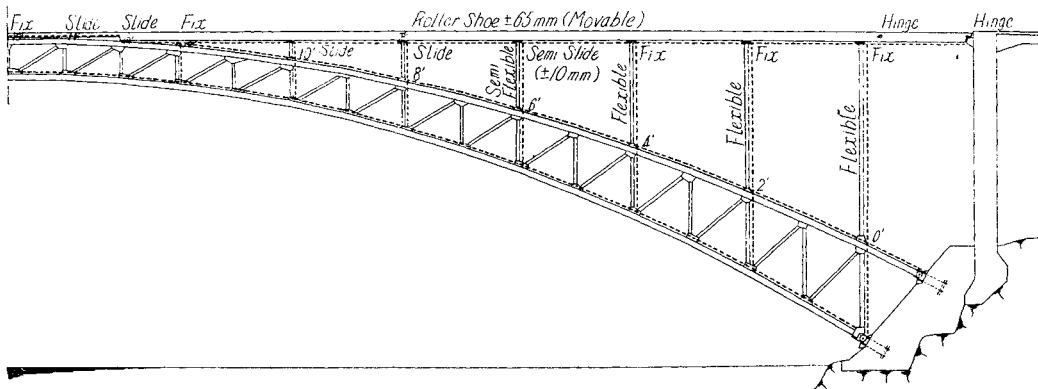 Fix Slide Slide Fix Roller Shoe ±65mm (Movable) Hinge Hinge
10' Slide Slide Semi Slide Fix Fix Fix
(±10mm)
Semi Flexible Flexible Flexible Flexible
8'
6'
4'
2'
0'